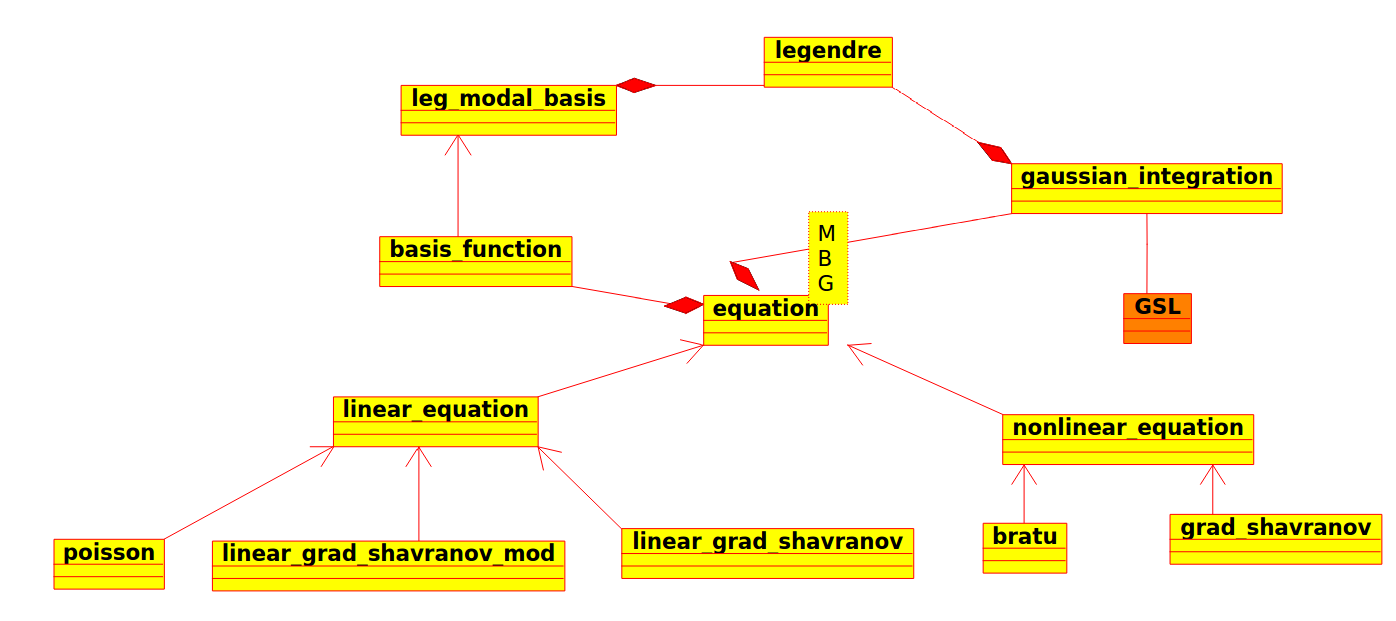 legendre
leg_modal_basis
gaussian_integration
basis_function
M
B
G
equation
GSL
linear_equation
nonlinear_equation
poisson
linear_grad_shavranov_mod
linear_grad_shavranov
bratu
grad_shavranov